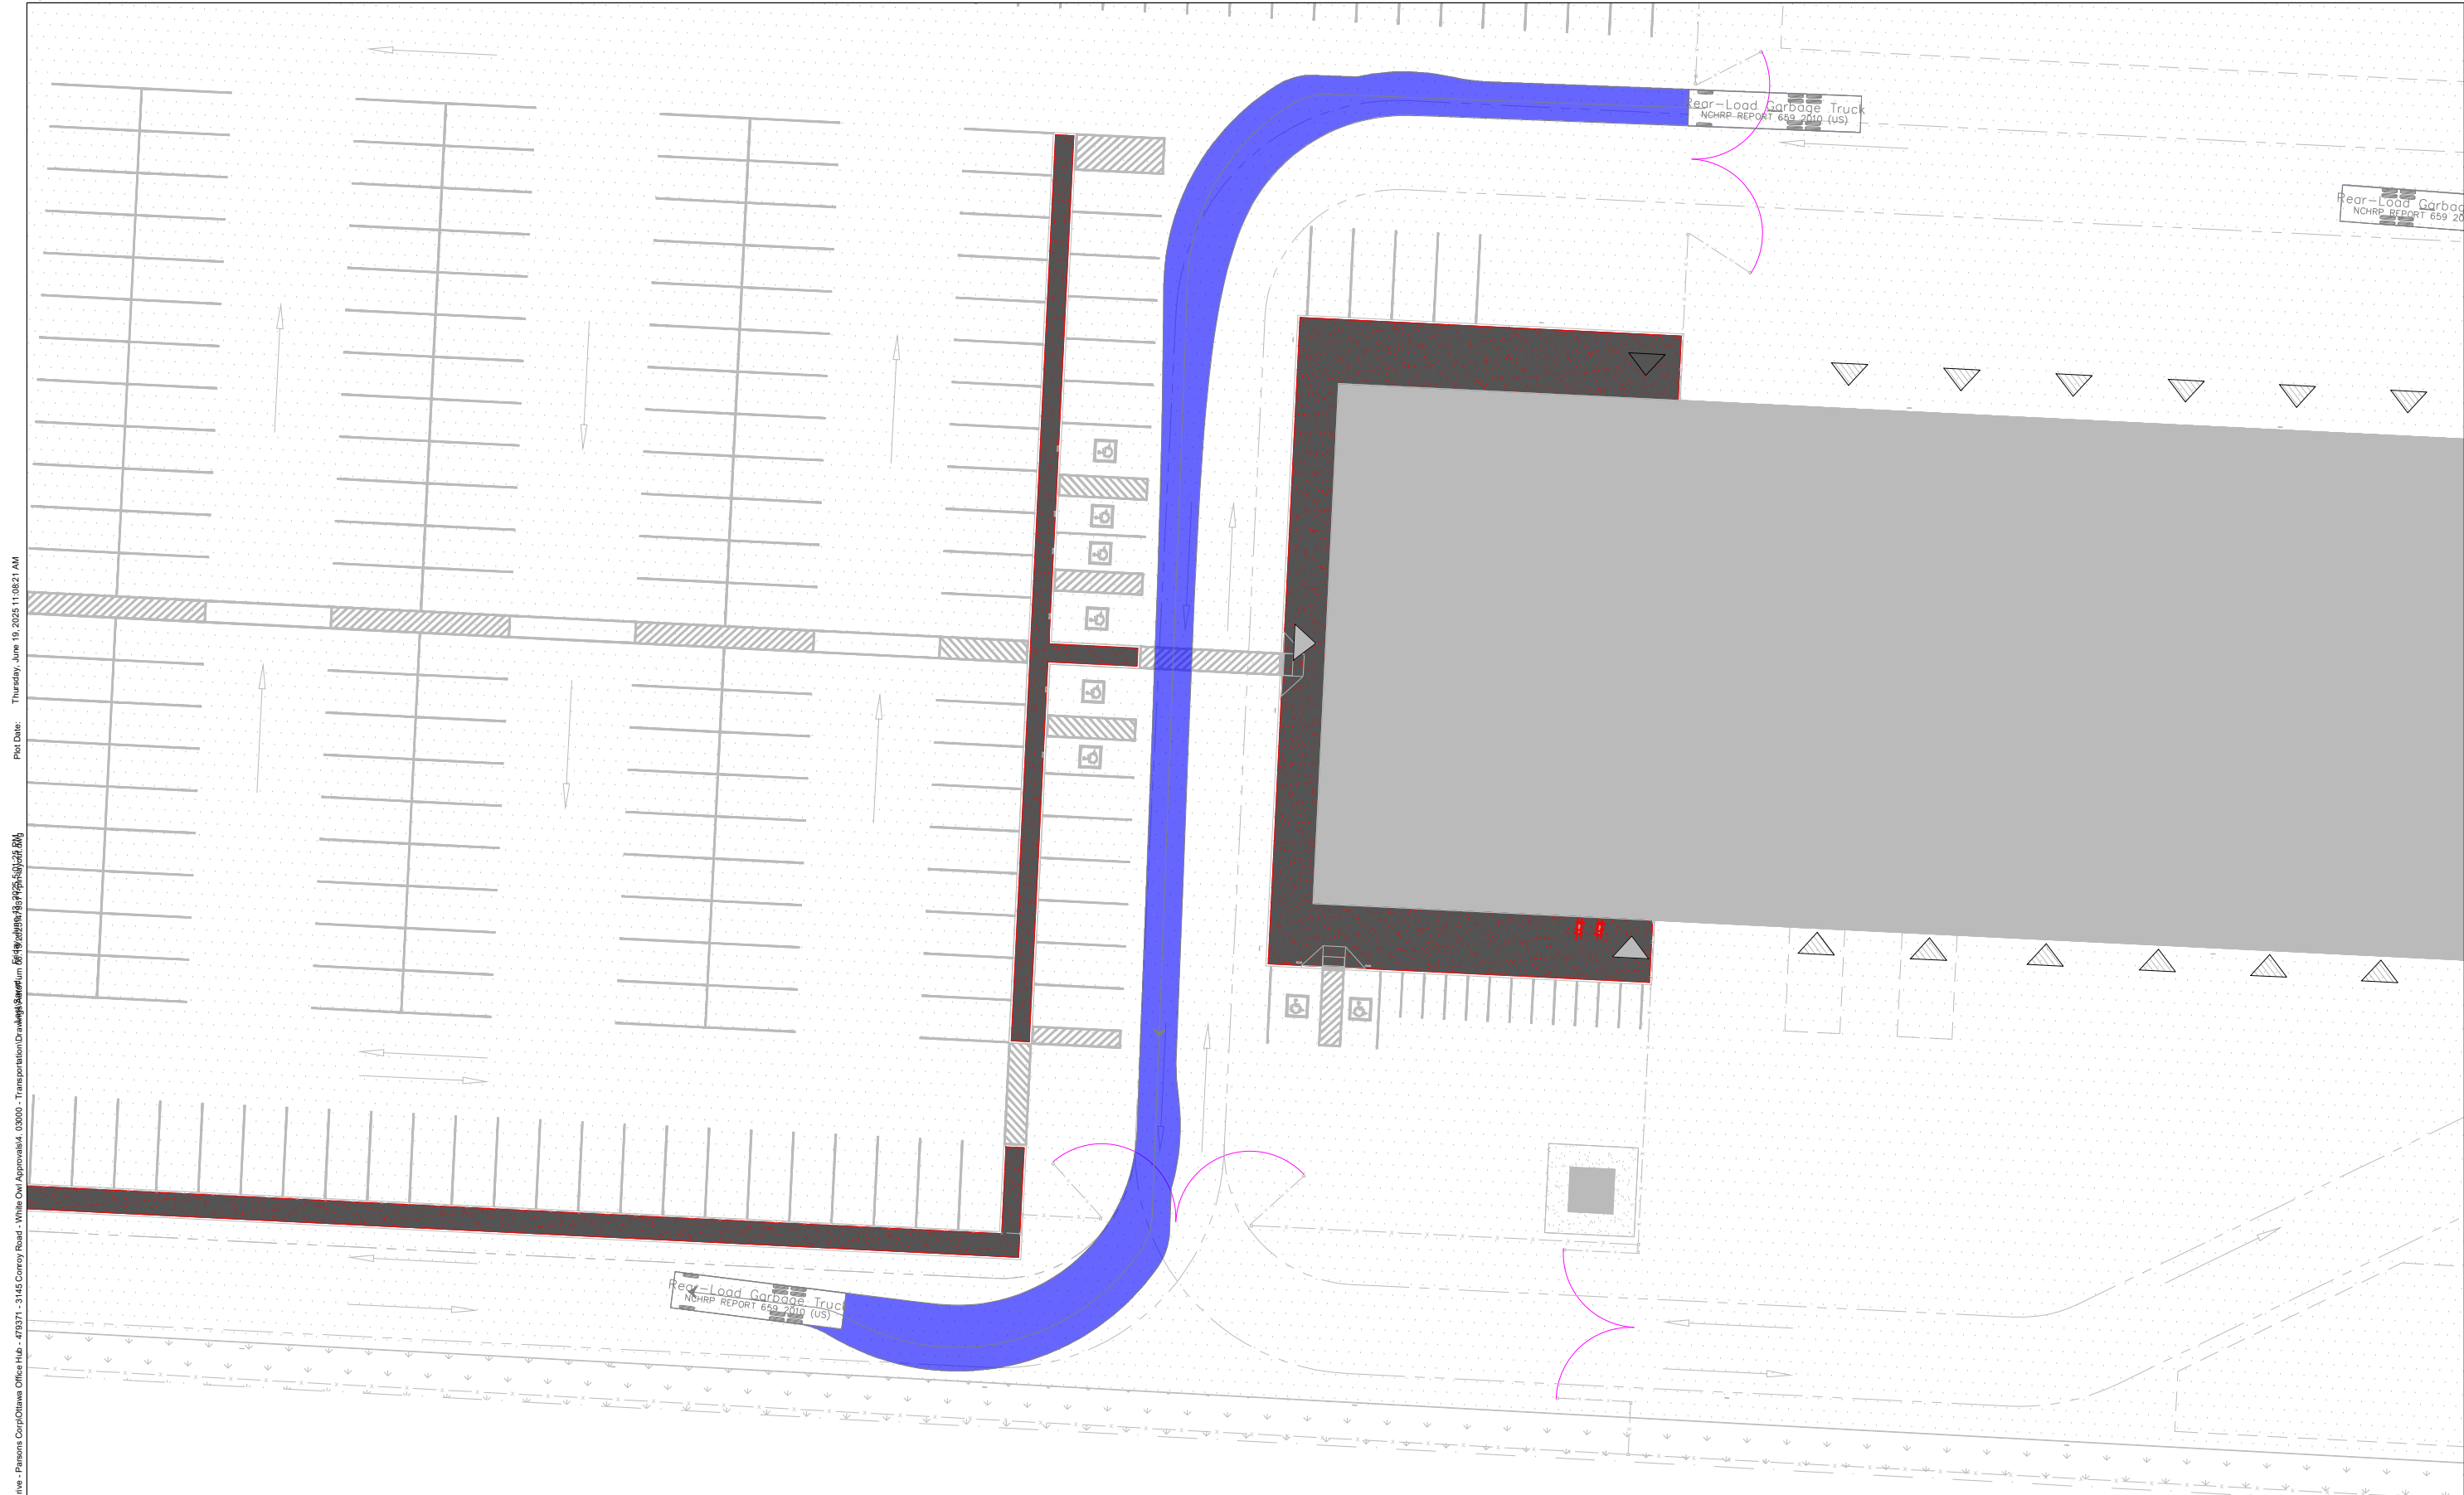 Rear-Load Garbage Truck
NCHRP REPORT 659 2010 (US)
Rear-Load Garbag
NCHRP REPORT 659 20
Rear-Load Garbage Truc
NCHRP REPORT 659 2010 (US)
Plot Date: Thursday, June 19, 2025 11:08:21 AM
rive - Parsons Corp\Ottawa Office Hub - 479371 - 3145 Conroy Road - White Owl Approvals\4. 03000 - Transportation\Drawings\